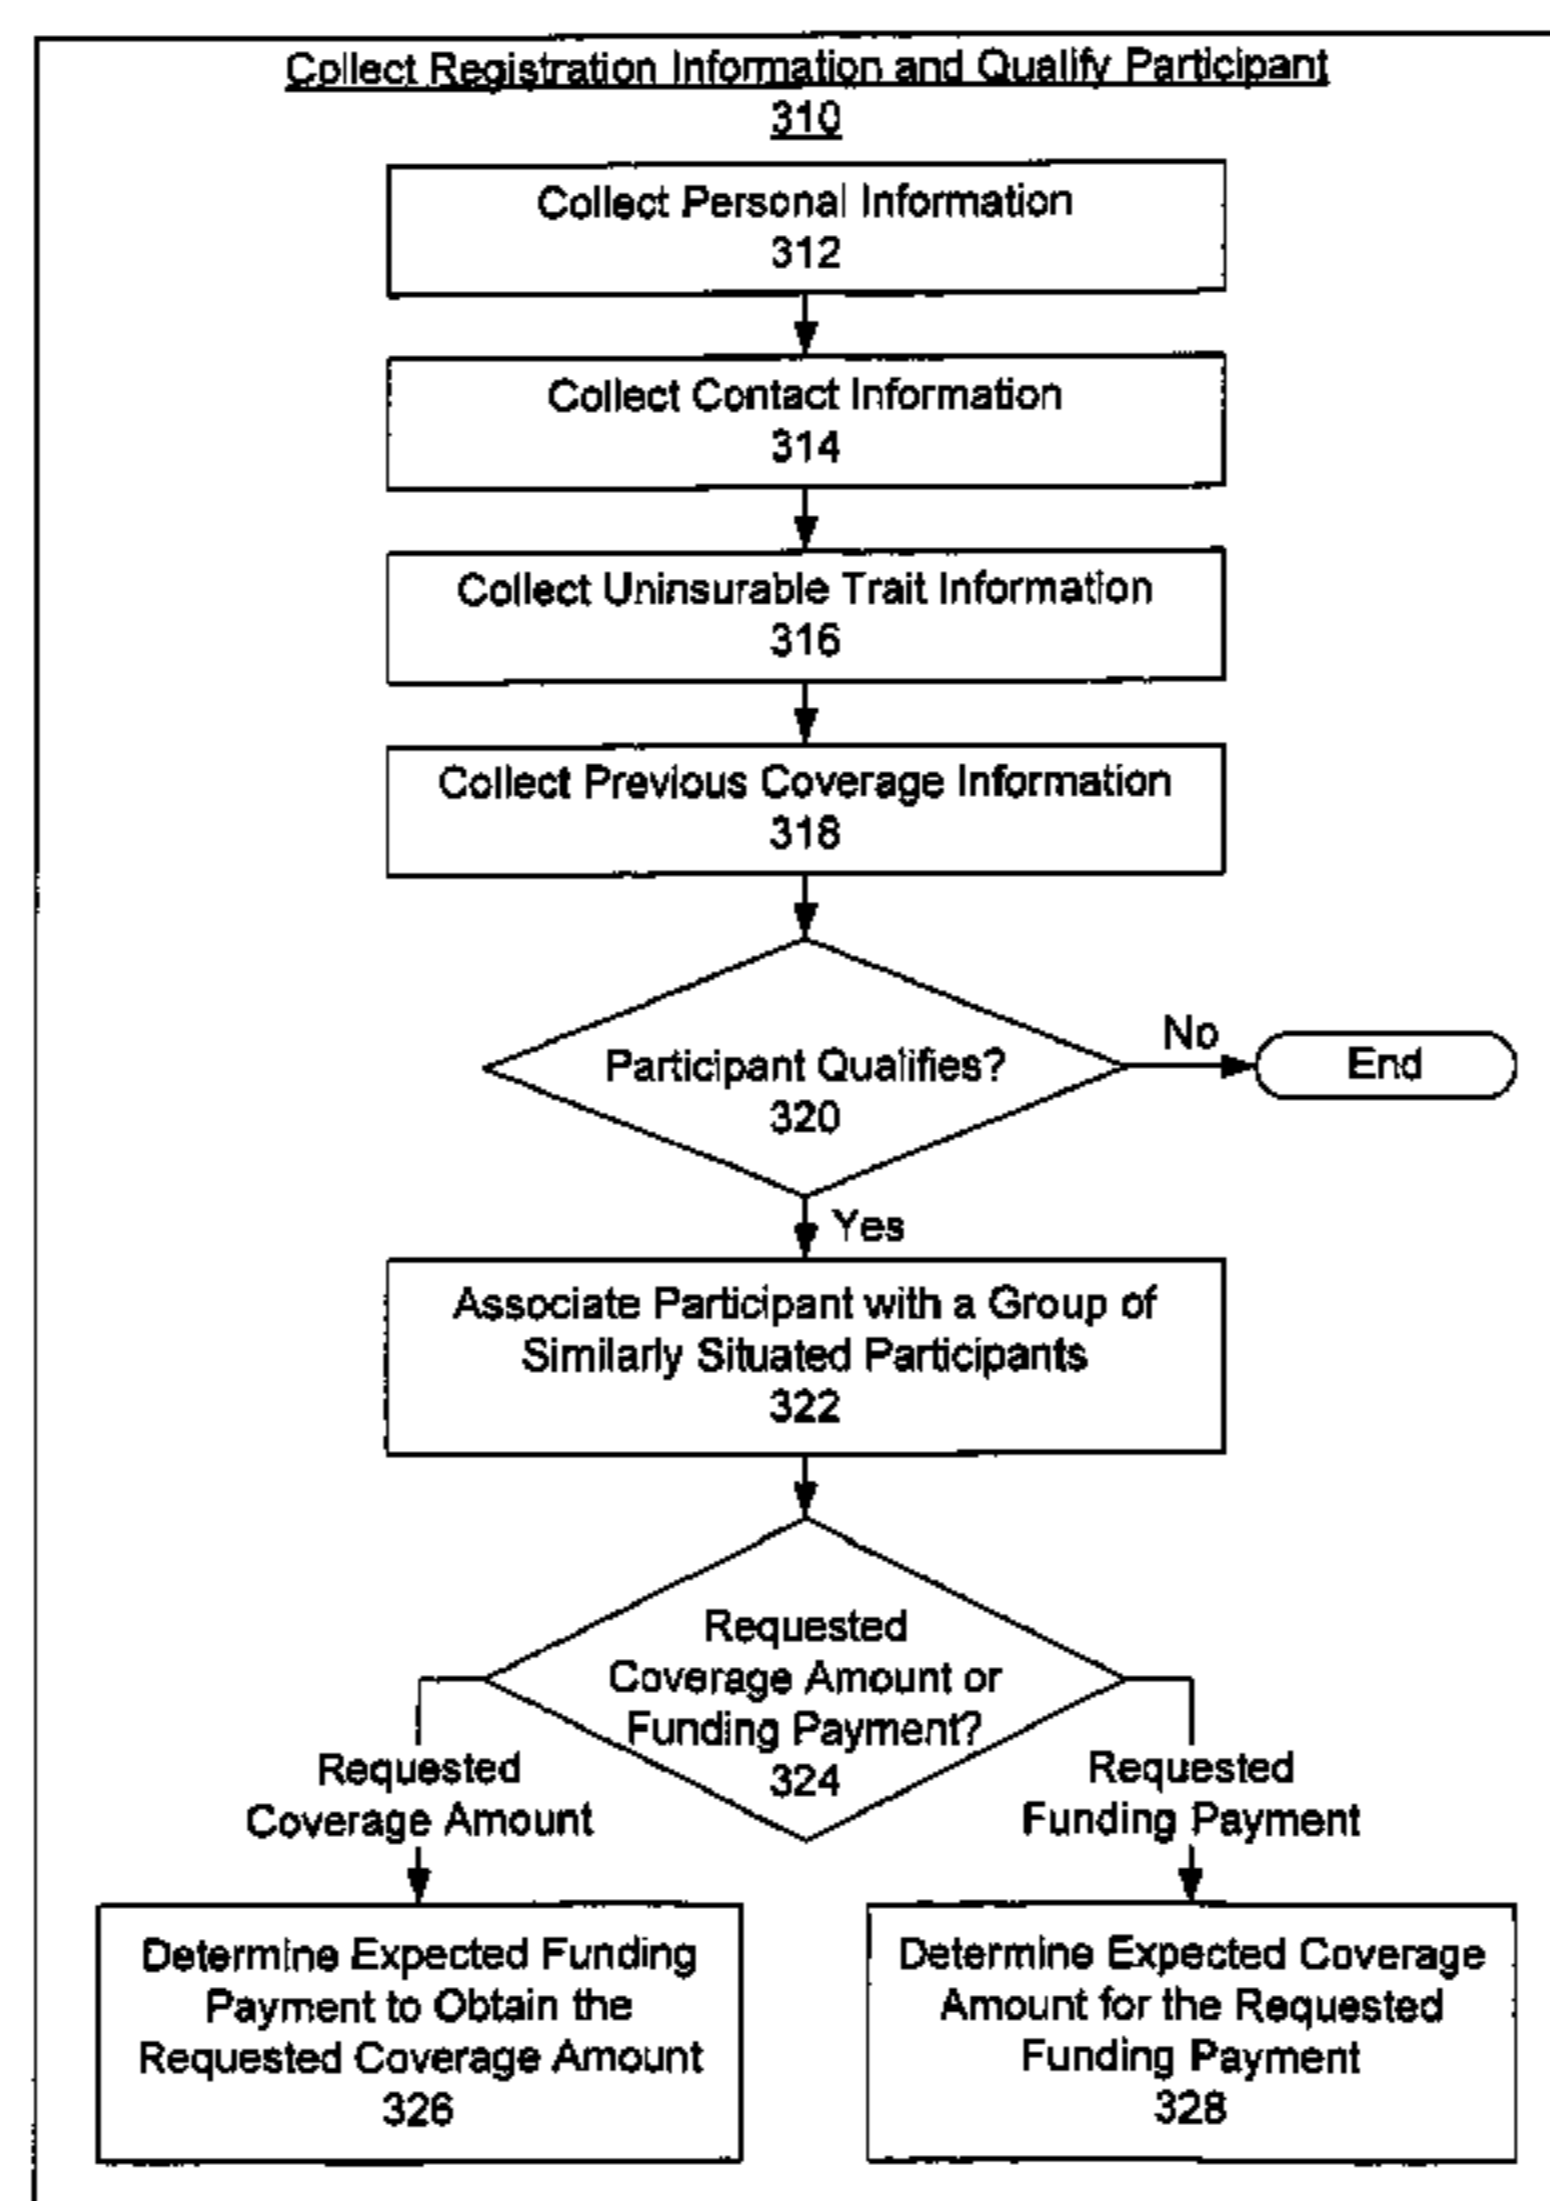 Collect Registration Information and Qualify Participant
310
Collect Personal Information
312
Collect Contact Information
314
Collect Uninsurable Trait Information
316
Collect Previous Coverage Information
318
Participant Qualifies?
320
No
End
Yes
Associate Participant with a Group of
Similarly Situated Participants
322
Requested
Coverage Amount or
Funding Payment?
324
Requested
Coverage Amount
Requested
Funding Payment
Determine Expected Funding
Payment to Obtain the
Requested Coverage Amount
326
Determine Expected Coverage
Amount for the Requested
Funding Payment
328